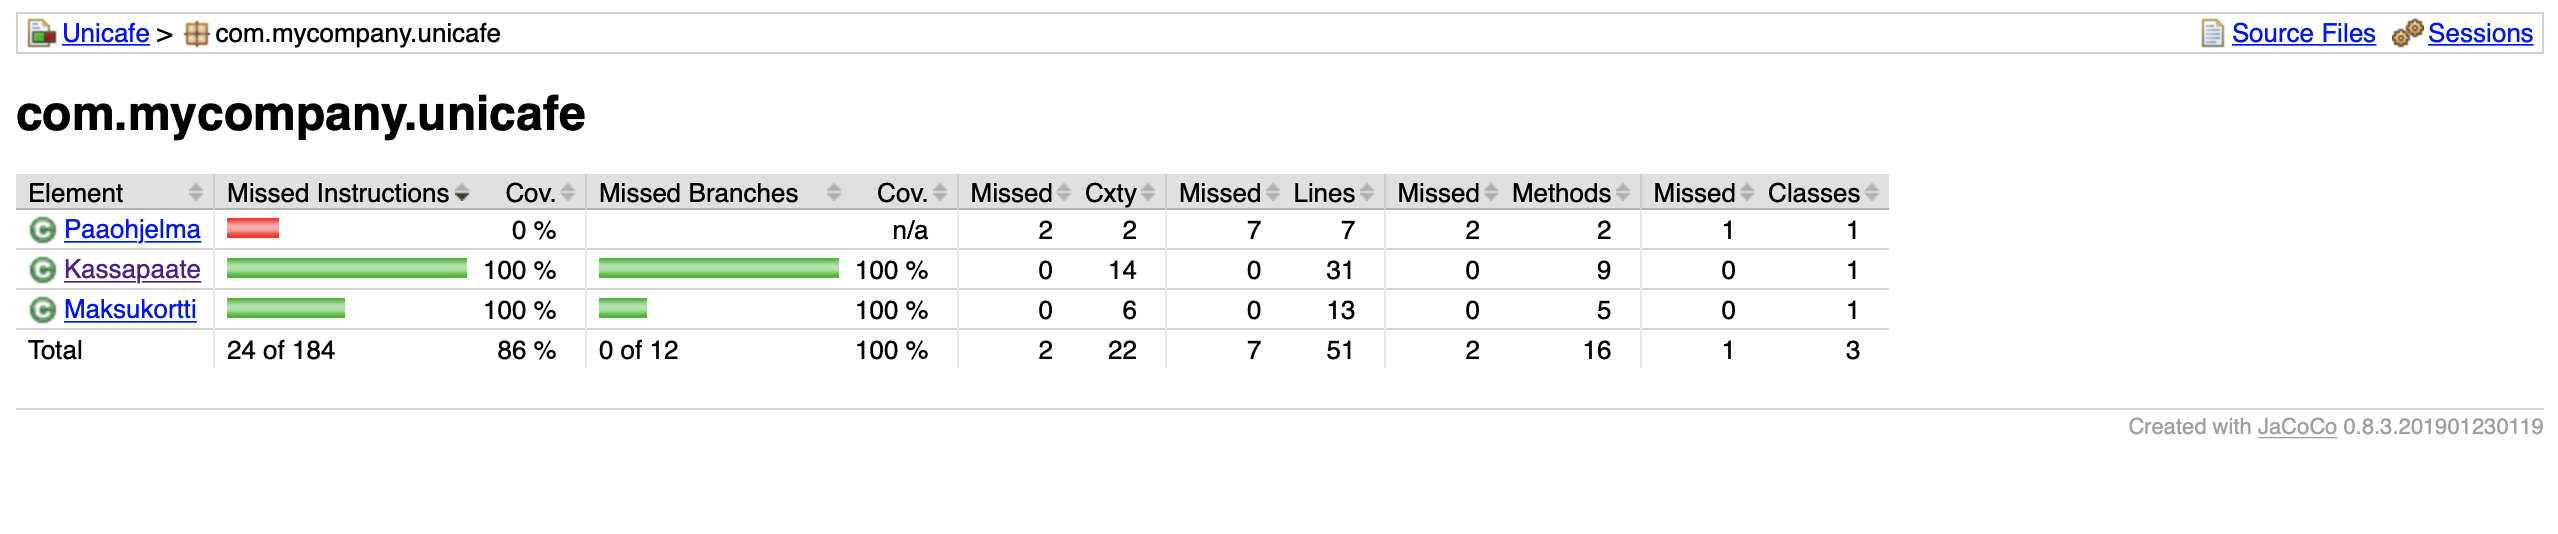 Unicafe > com.mycompany.unicafe Source Files Sessions
com.mycompany.unicafe
Element Missed Instructions Cov. Missed Branches Cov. Missed Cxty Missed Lines Missed Methods Missed Classes
Paaohjelma 0 % n/a 2 2 7 7 2 2 1 1
Kassapaate 100 % 100 % 0 14 0 31 0 9 0 1
Maksukortti 100 % 100 % 0 6 0 13 0 5 0 1
Total 24 of 184 86 % 0 of 12 100 % 2 22 7 51 2 16 1 3
Created with JaCoCo 0.8.3.201901230119